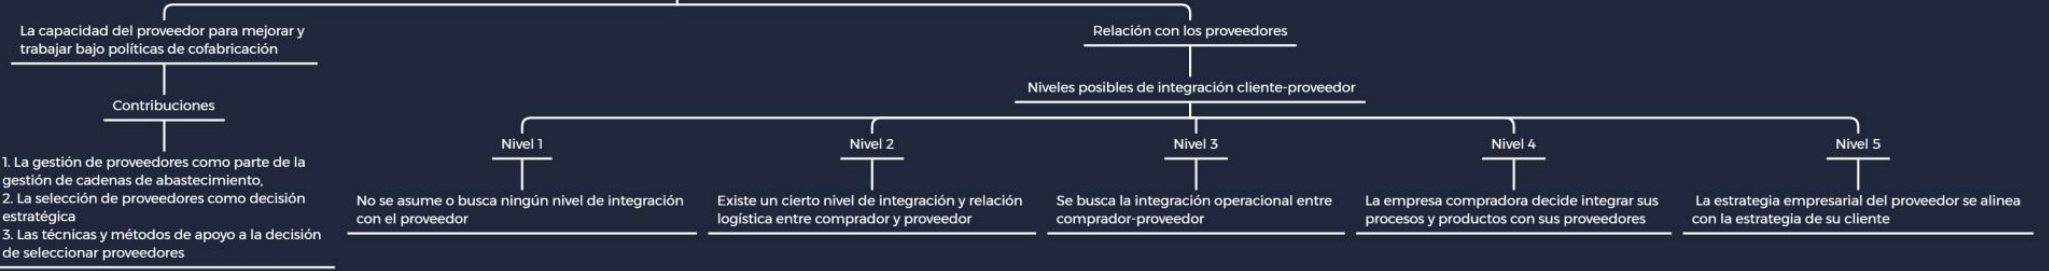 La capacidad del proveedor para mejorar y
trabajar bajo políticas de cofabricación
Contribuciones
1. La gestión de proveedores como parte de la
gestión de cadenas de abastecimiento,
2. La selección de proveedores como decisión
estratégica
3. Las técnicas y métodos de apoyo a la decisión
de seleccionar proveedores
Relación con los proveedores
Niveles posibles de integración cliente-proveedor
Nivel 1
No se asume o busca ningún nivel de integración
con el proveedor
Nivel 2
Existe un cierto nivel de integración y relación
logística entre comprador y proveedor
Nivel 3
Se busca la integración operacional entre
comprador-proveedor
Nivel 4
La empresa compradora decide integrar sus
procesos y productos con sus proveedores
Nivel 5
La estrategia empresarial del proveedor se alinea
con la estrategia de su cliente